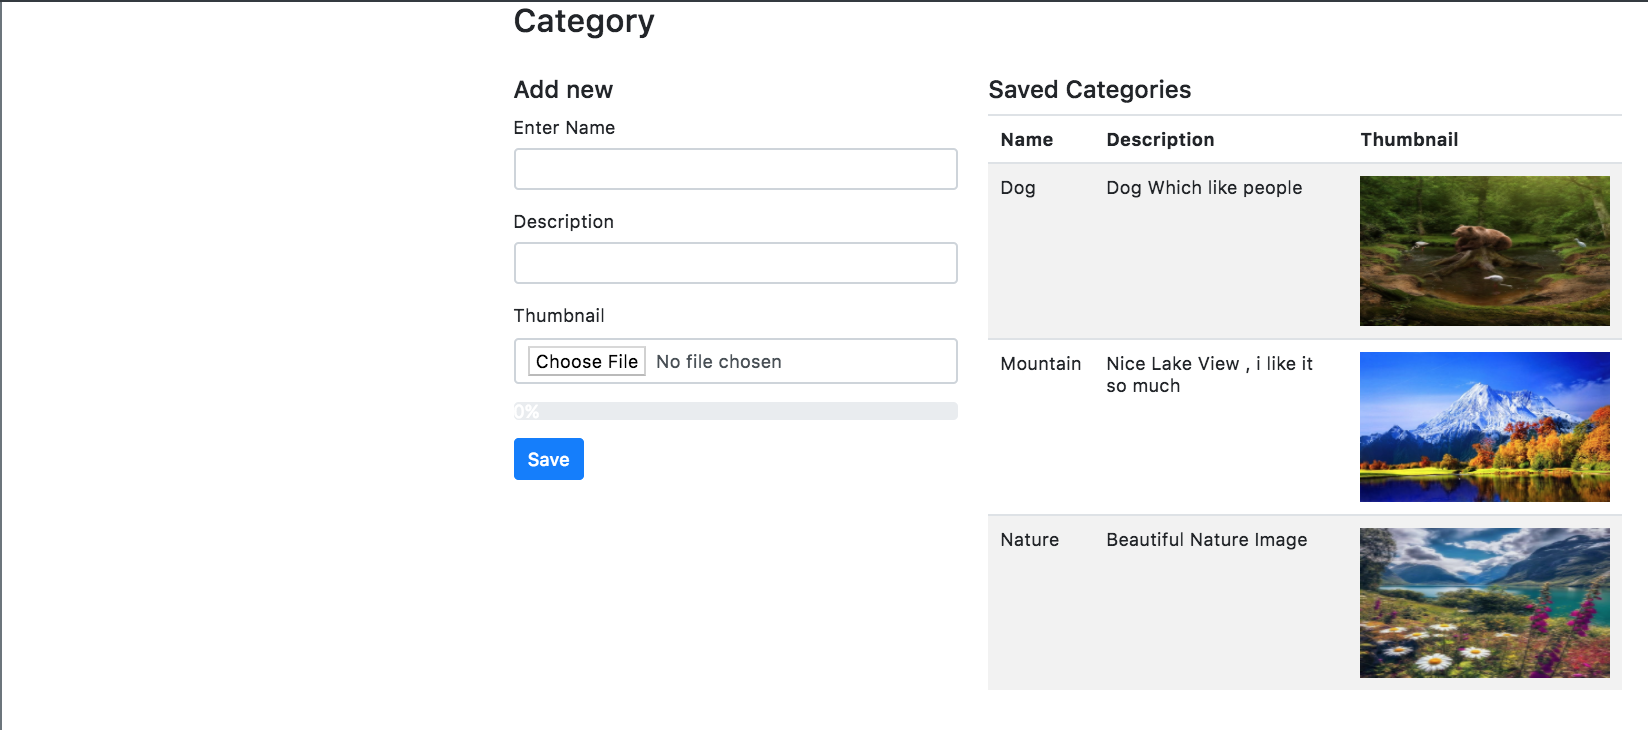 Category
Add new
Enter Name
Description
Thumbnail
Choose File No file chosen
0%
Save
Saved Categories
Name Description Thumbnail
Dog Dog Which like people
Mountain Nice Lake View , i like it
so much
Nature Beautiful Nature Image